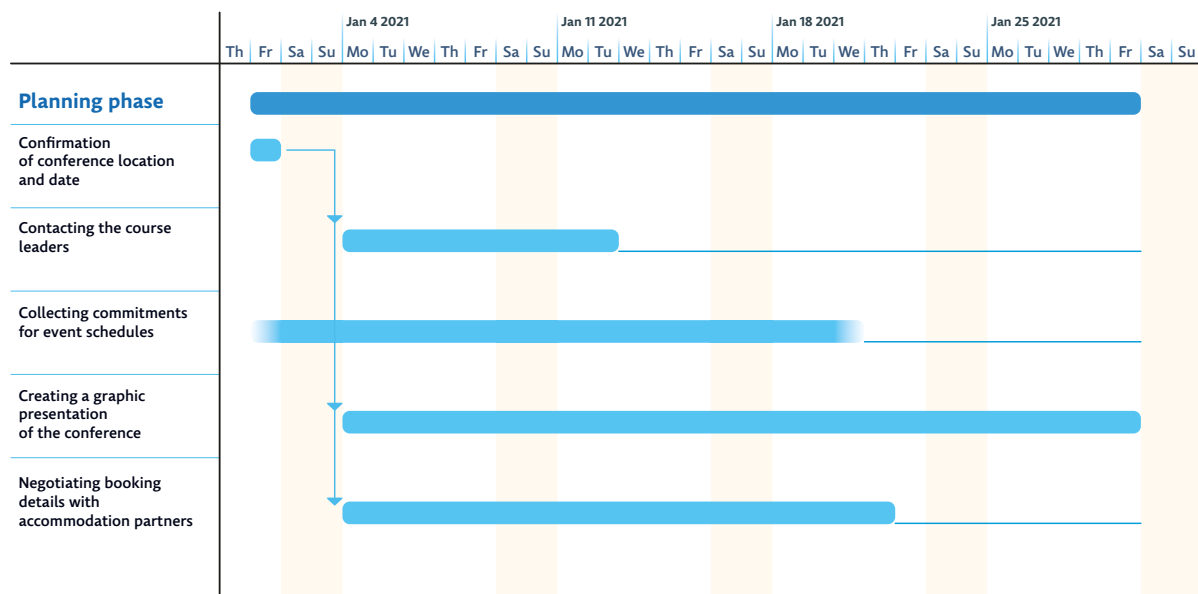 Jan 4 2021 Jan 11 2021 Jan 18 2021 Jan 25 2021
Th Fr Sa Su Mo Tu We Th Fr Sa Su Mo Tu We Th Fr Sa Su Mo Tu We Th Fr Sa Su Mo Tu We Th Fr Sa Su
Planning phase
Confirmation
of conference location
and date
Contacting the course
leaders
Collecting commitments
for event schedules
Creating a graphic
presentation
of the conference
Negotiating booking
details with
accommodation partners